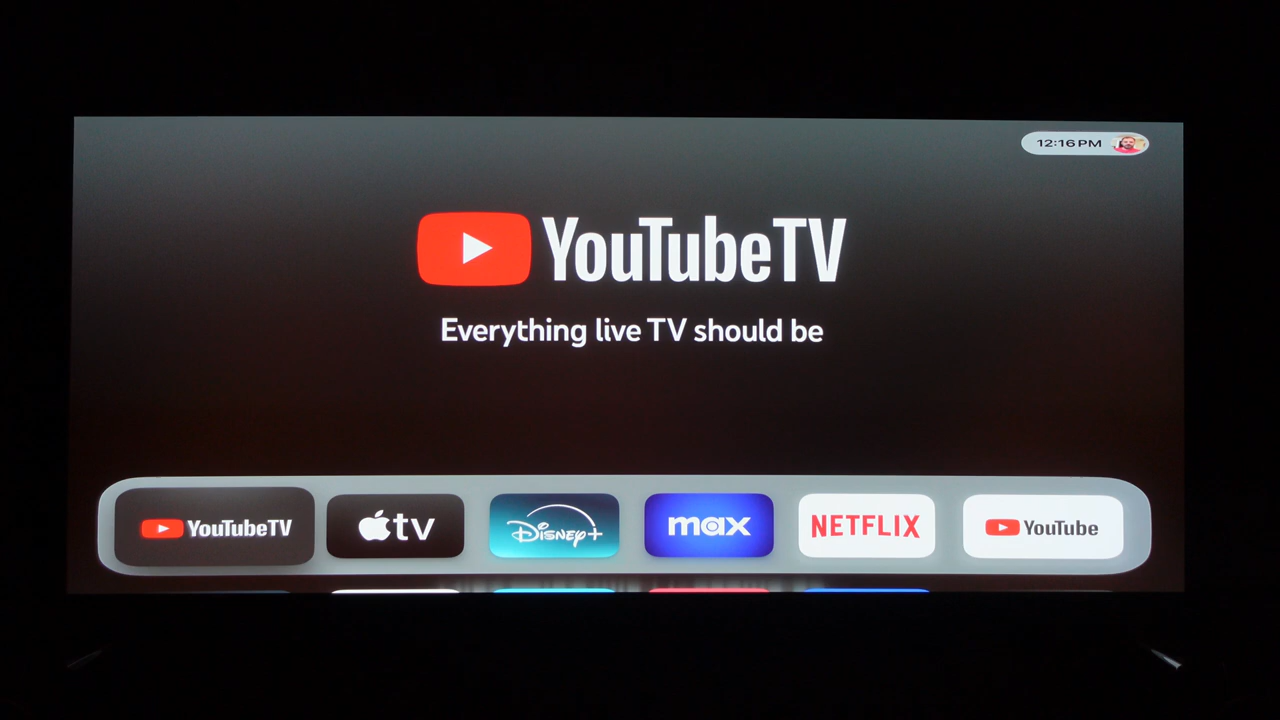 12:16 PM
YouTubeTV
Everything live TV should be
YouTubeTV
tv
Disney+
max
NETFLIX
YouTube